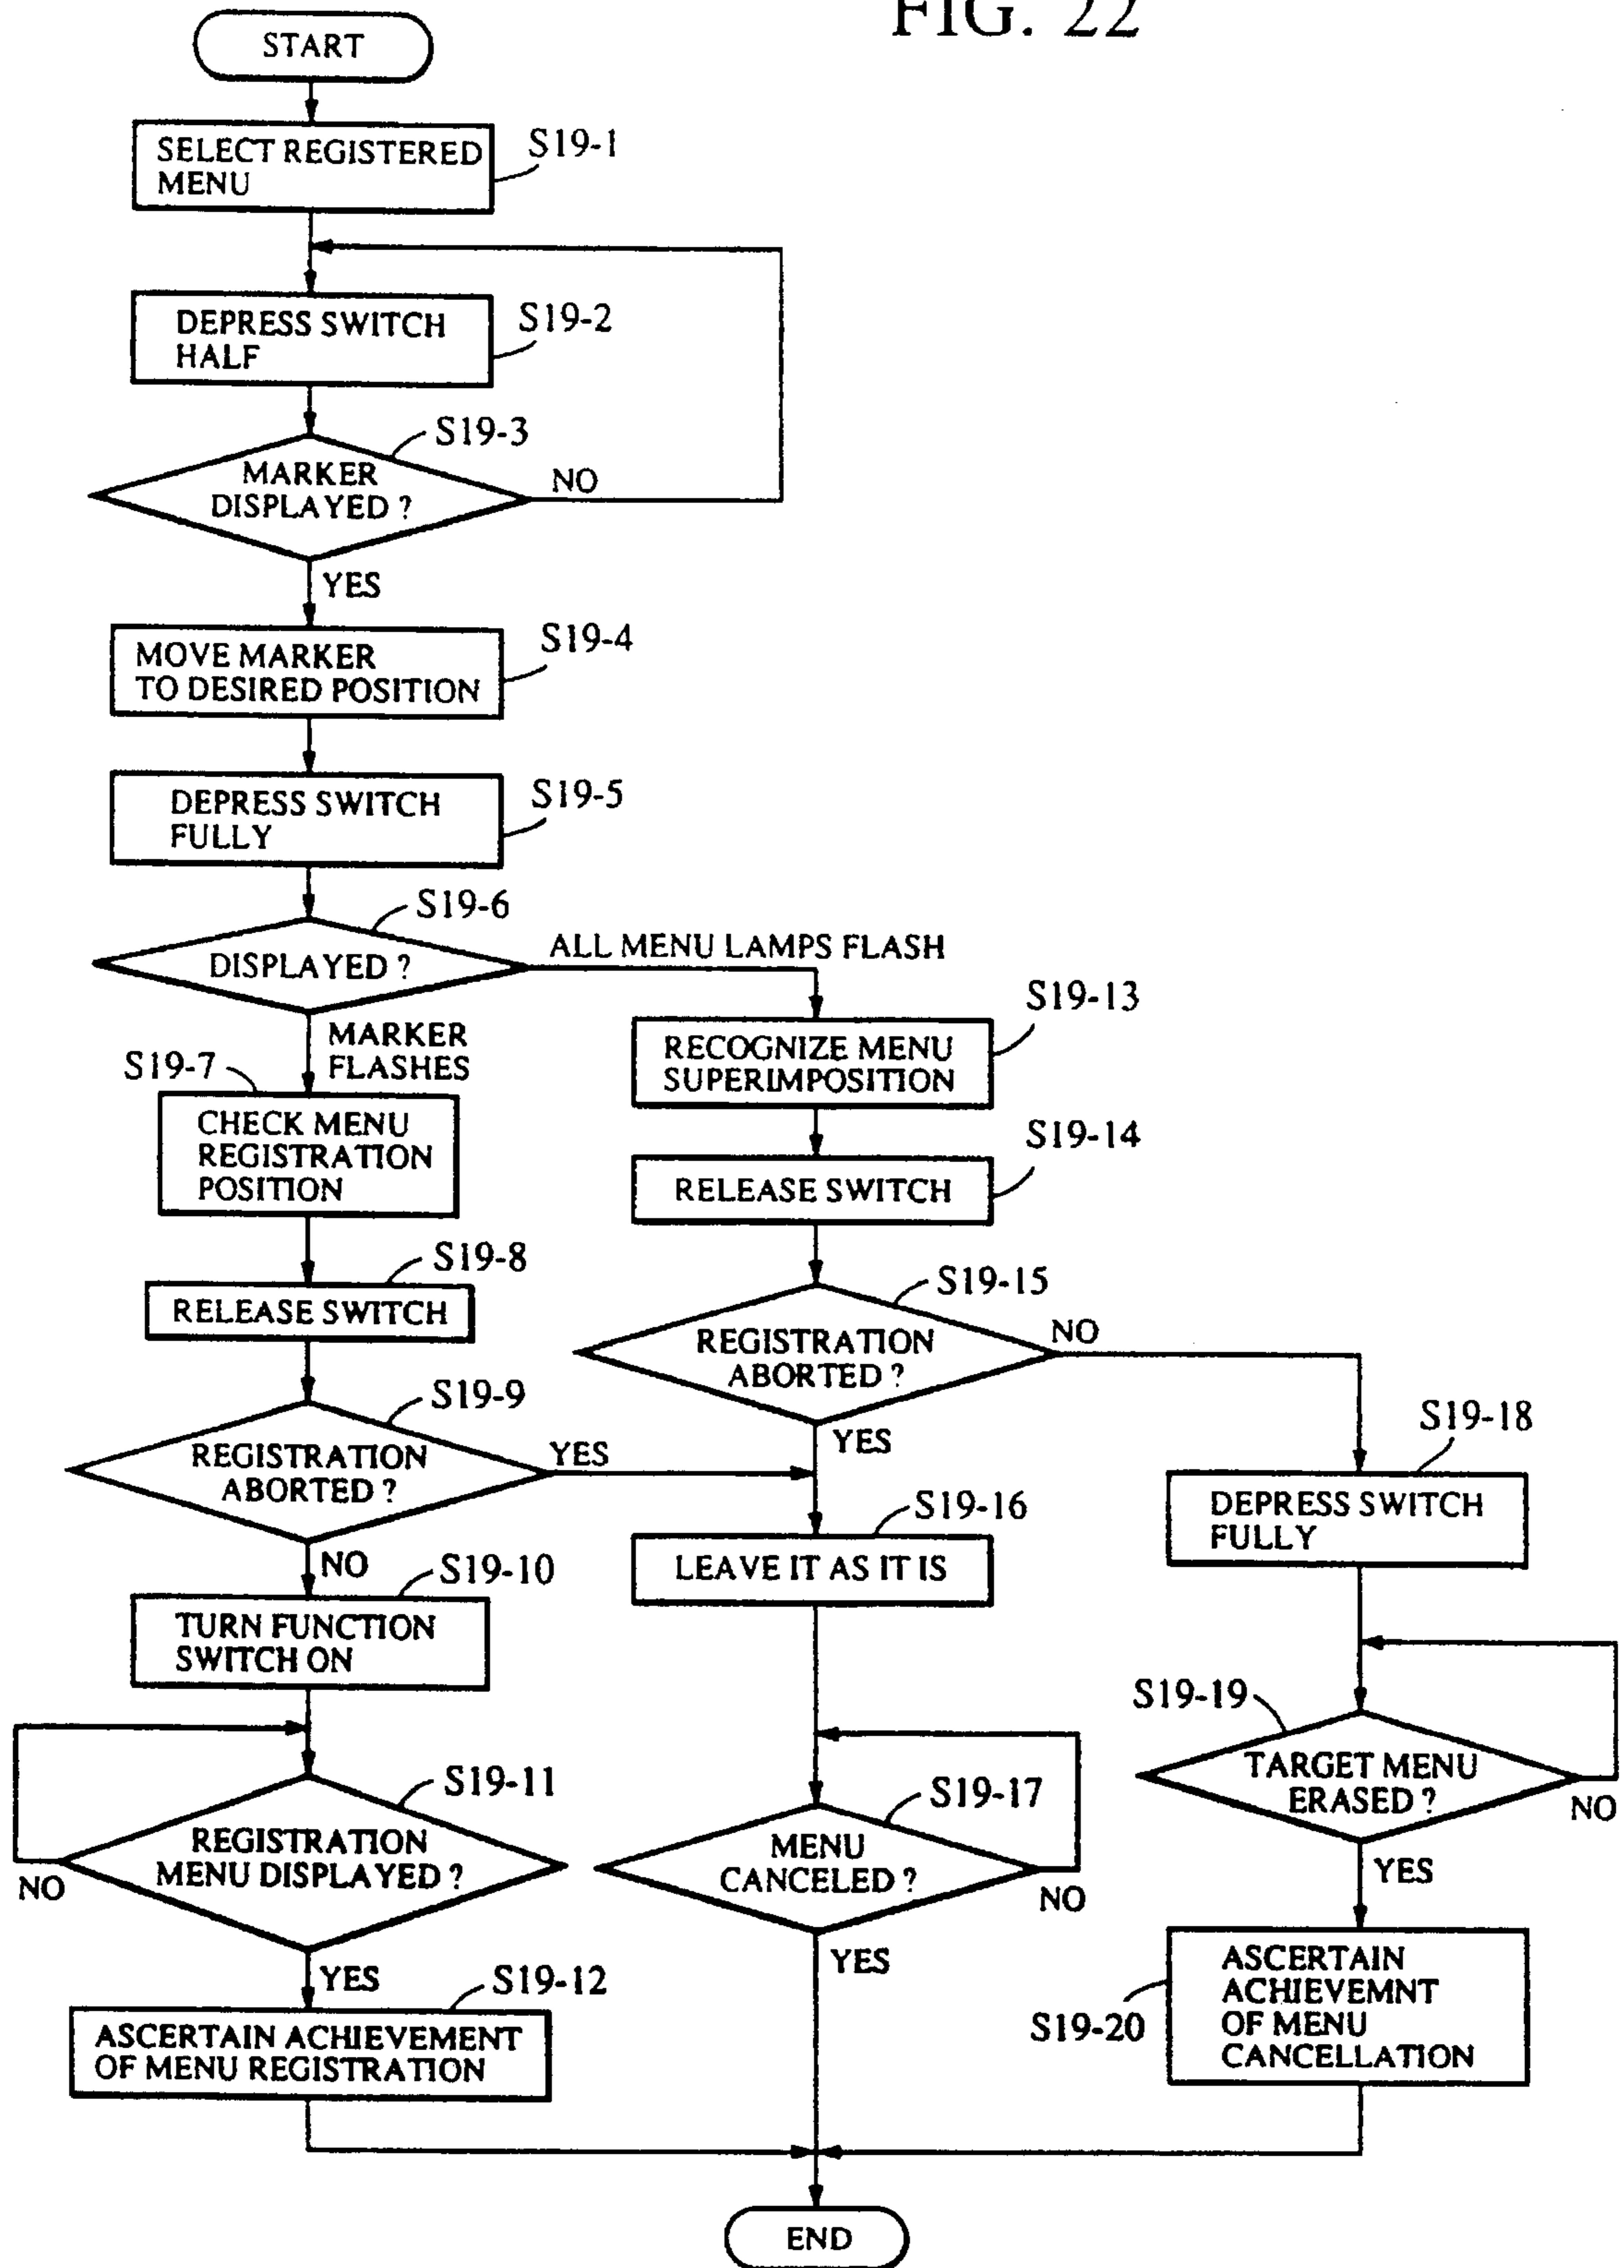 FIG. 22
START
SELECT REGISTERED
MENU
S19-1
DEPRESS SWITCH
HALF
S19-2
S19-3
MARKER
DISPLAYED ?
NO
YES
MOVE MARKER
TO DESIRED POSITION
S19-4
DEPRESS SWITCH
FULLY
S19-5
S19-6
DISPLAYED ?
ALL MENU LAMPS FLASH
MARKER
FLASHES
S19-7
CHECK MENU
REGISTRATION
POSITION
S19-8
RELEASE SWITCH
S19-9
REGISTRATION
ABORTED ?
YES
NO
S19-10
TURN FUNCTION
SWITCH ON
S19-11
REGISTRATION
MENU DISPLAYED ?
NO
YES
S19-12
ASCERTAIN ACHIEVEMENT
OF MENU REGISTRATION
S19-13
RECOGNIZE MENU
SUPERIMPOSITION
S19-14
RELEASE SWITCH
S19-15
REGISTRATION
ABORTED ?
NO
YES
S19-16
LEAVE IT AS IT IS
S19-17
MENU
CANCELED ?
NO
YES
S19-18
DEPRESS SWITCH
FULLY
S19-19
TARGET MENU
ERASED ?
NO
YES
ASCERTAIN
ACHIEVEMNT
OF MENU
CANCELLATION
S19-20
END